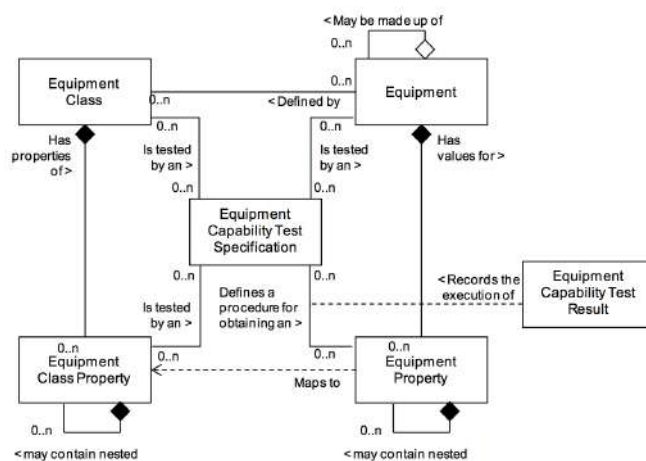 < May be made up of
0..n
0..n
Equipment
Class
0..n
< Defined by
Equipment
0..n
0..n
Has
properties
of >
Is tested
by an >
Is tested
by an >
Has
values for >
0..n
0..n
Equipment
Capability Test
Specification
0..n
0..n
Is tested
by an >
Defines a
procedure for
obtaining an >
<Records the
execution of
Equipment
Capability Test
Result
0..n
0..n
0..n
0..n
Equipment
Class Property
Maps to
Equipment
Property
0..n
0..n
< may contain nested
< may contain nested